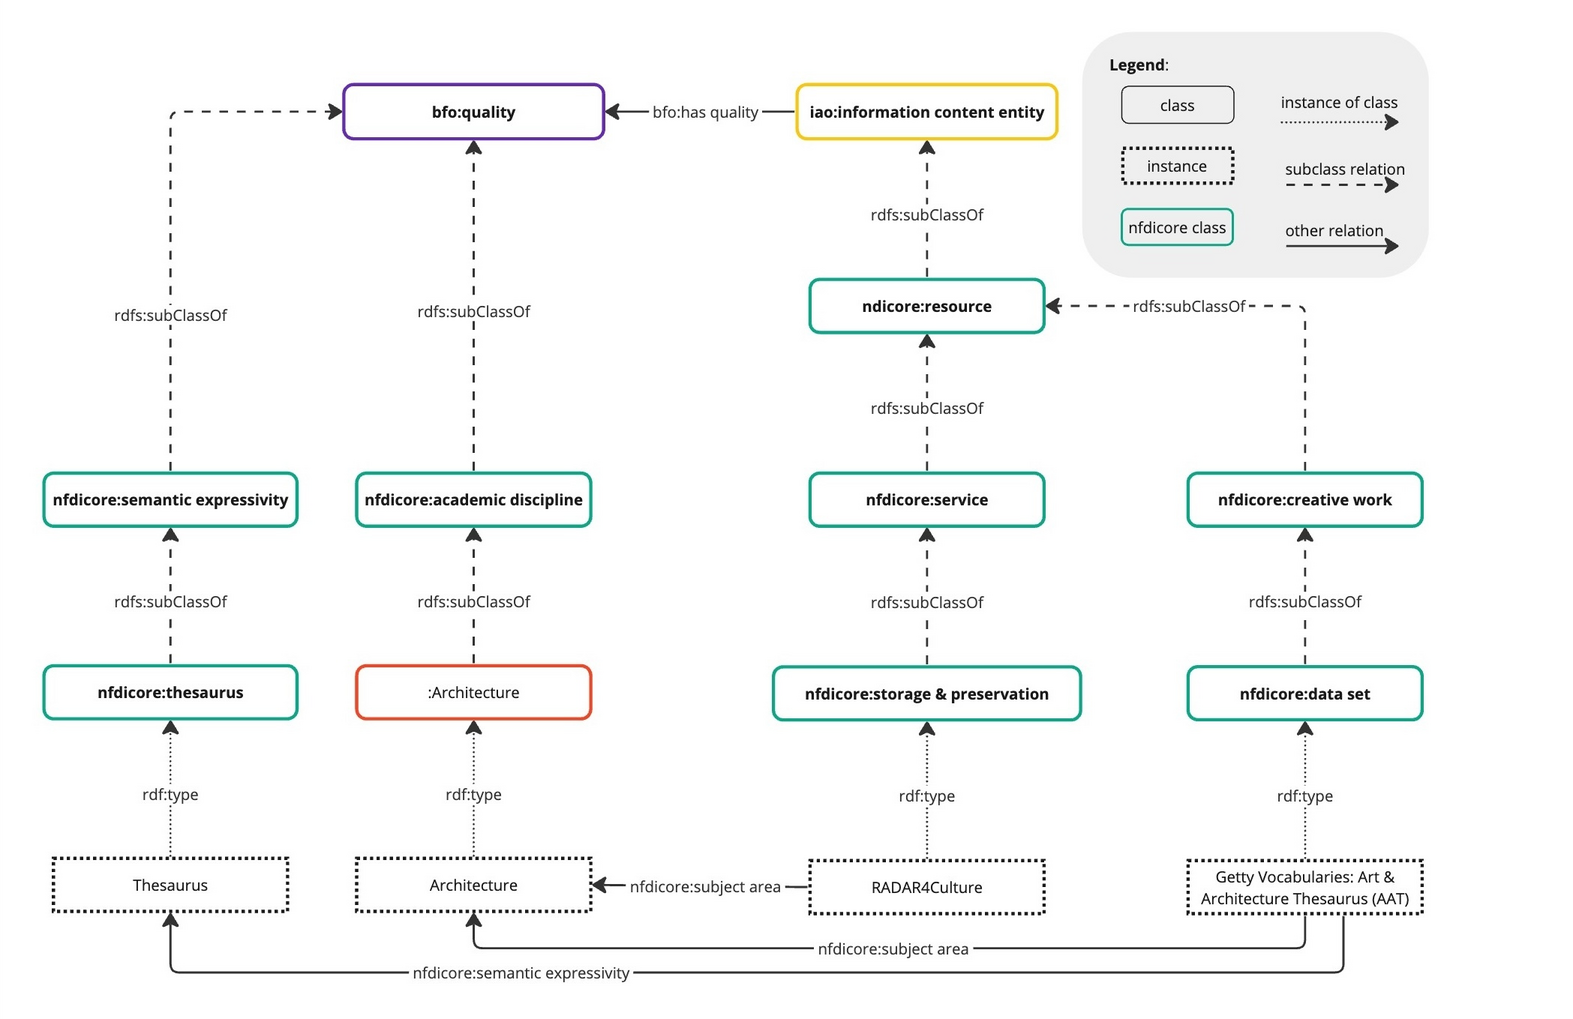 Legend:
class
instance of class
instance
subclass relation
nfdicore class
other relation
bfo:quality
bfo:has quality
iao:information content entity
rdfs:subClassOf
ndicore:resource
rdfs:subClassOf
rdfs:subClassOf
rdfs:subClassOf
rdfs:subClassOf
nfdicore:semantic expressivity
nfdicore:academic discipline
nfdicore:service
nfdicore:creative work
rdfs:subClassOf
rdfs:subClassOf
rdfs:subClassOf
rdfs:subClassOf
nfdicore:thesaurus
:Architecture
nfdicore:storage & preservation
nfdicore:data set
rdf:type
rdf:type
rdf:type
rdf:type
Thesaurus
Architecture
nfdicore:subject area
RADAR4Culture
Getty Vocabularies: Art &
Architecture Thesaurus (AAT)
nfdicore:subject area
nfdicore:semantic expressivity